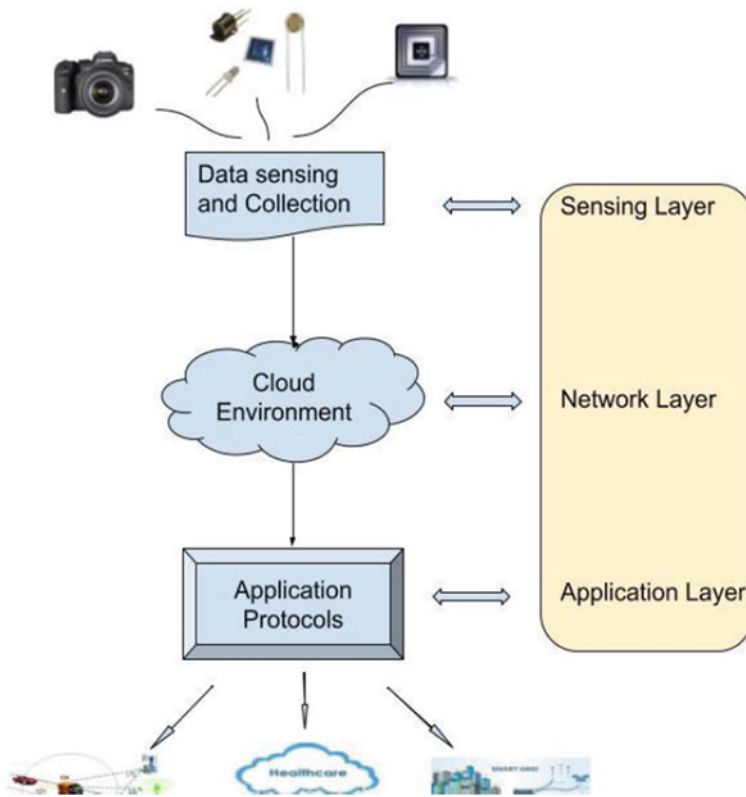 Data sensing
and Collection
Sensing Layer
Cloud
Environment
Network Layer
Application
Protocols
Application Layer
Healthcare
SMART GRID